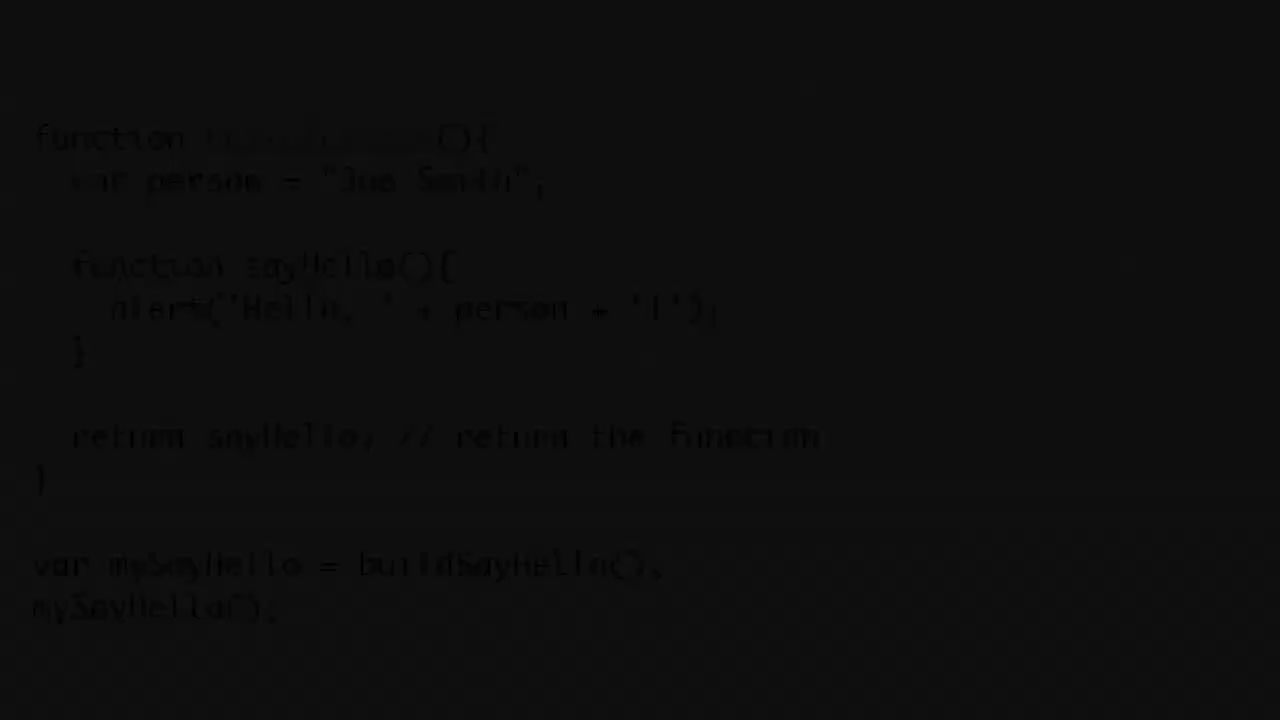 function (){
var person = "Joe Smith";
function sayHello(){
alert('Hello, ' + person + '!');
}
return sayHello; // return the function
}
var mySayHello = buildSayHello();
mySayHello();